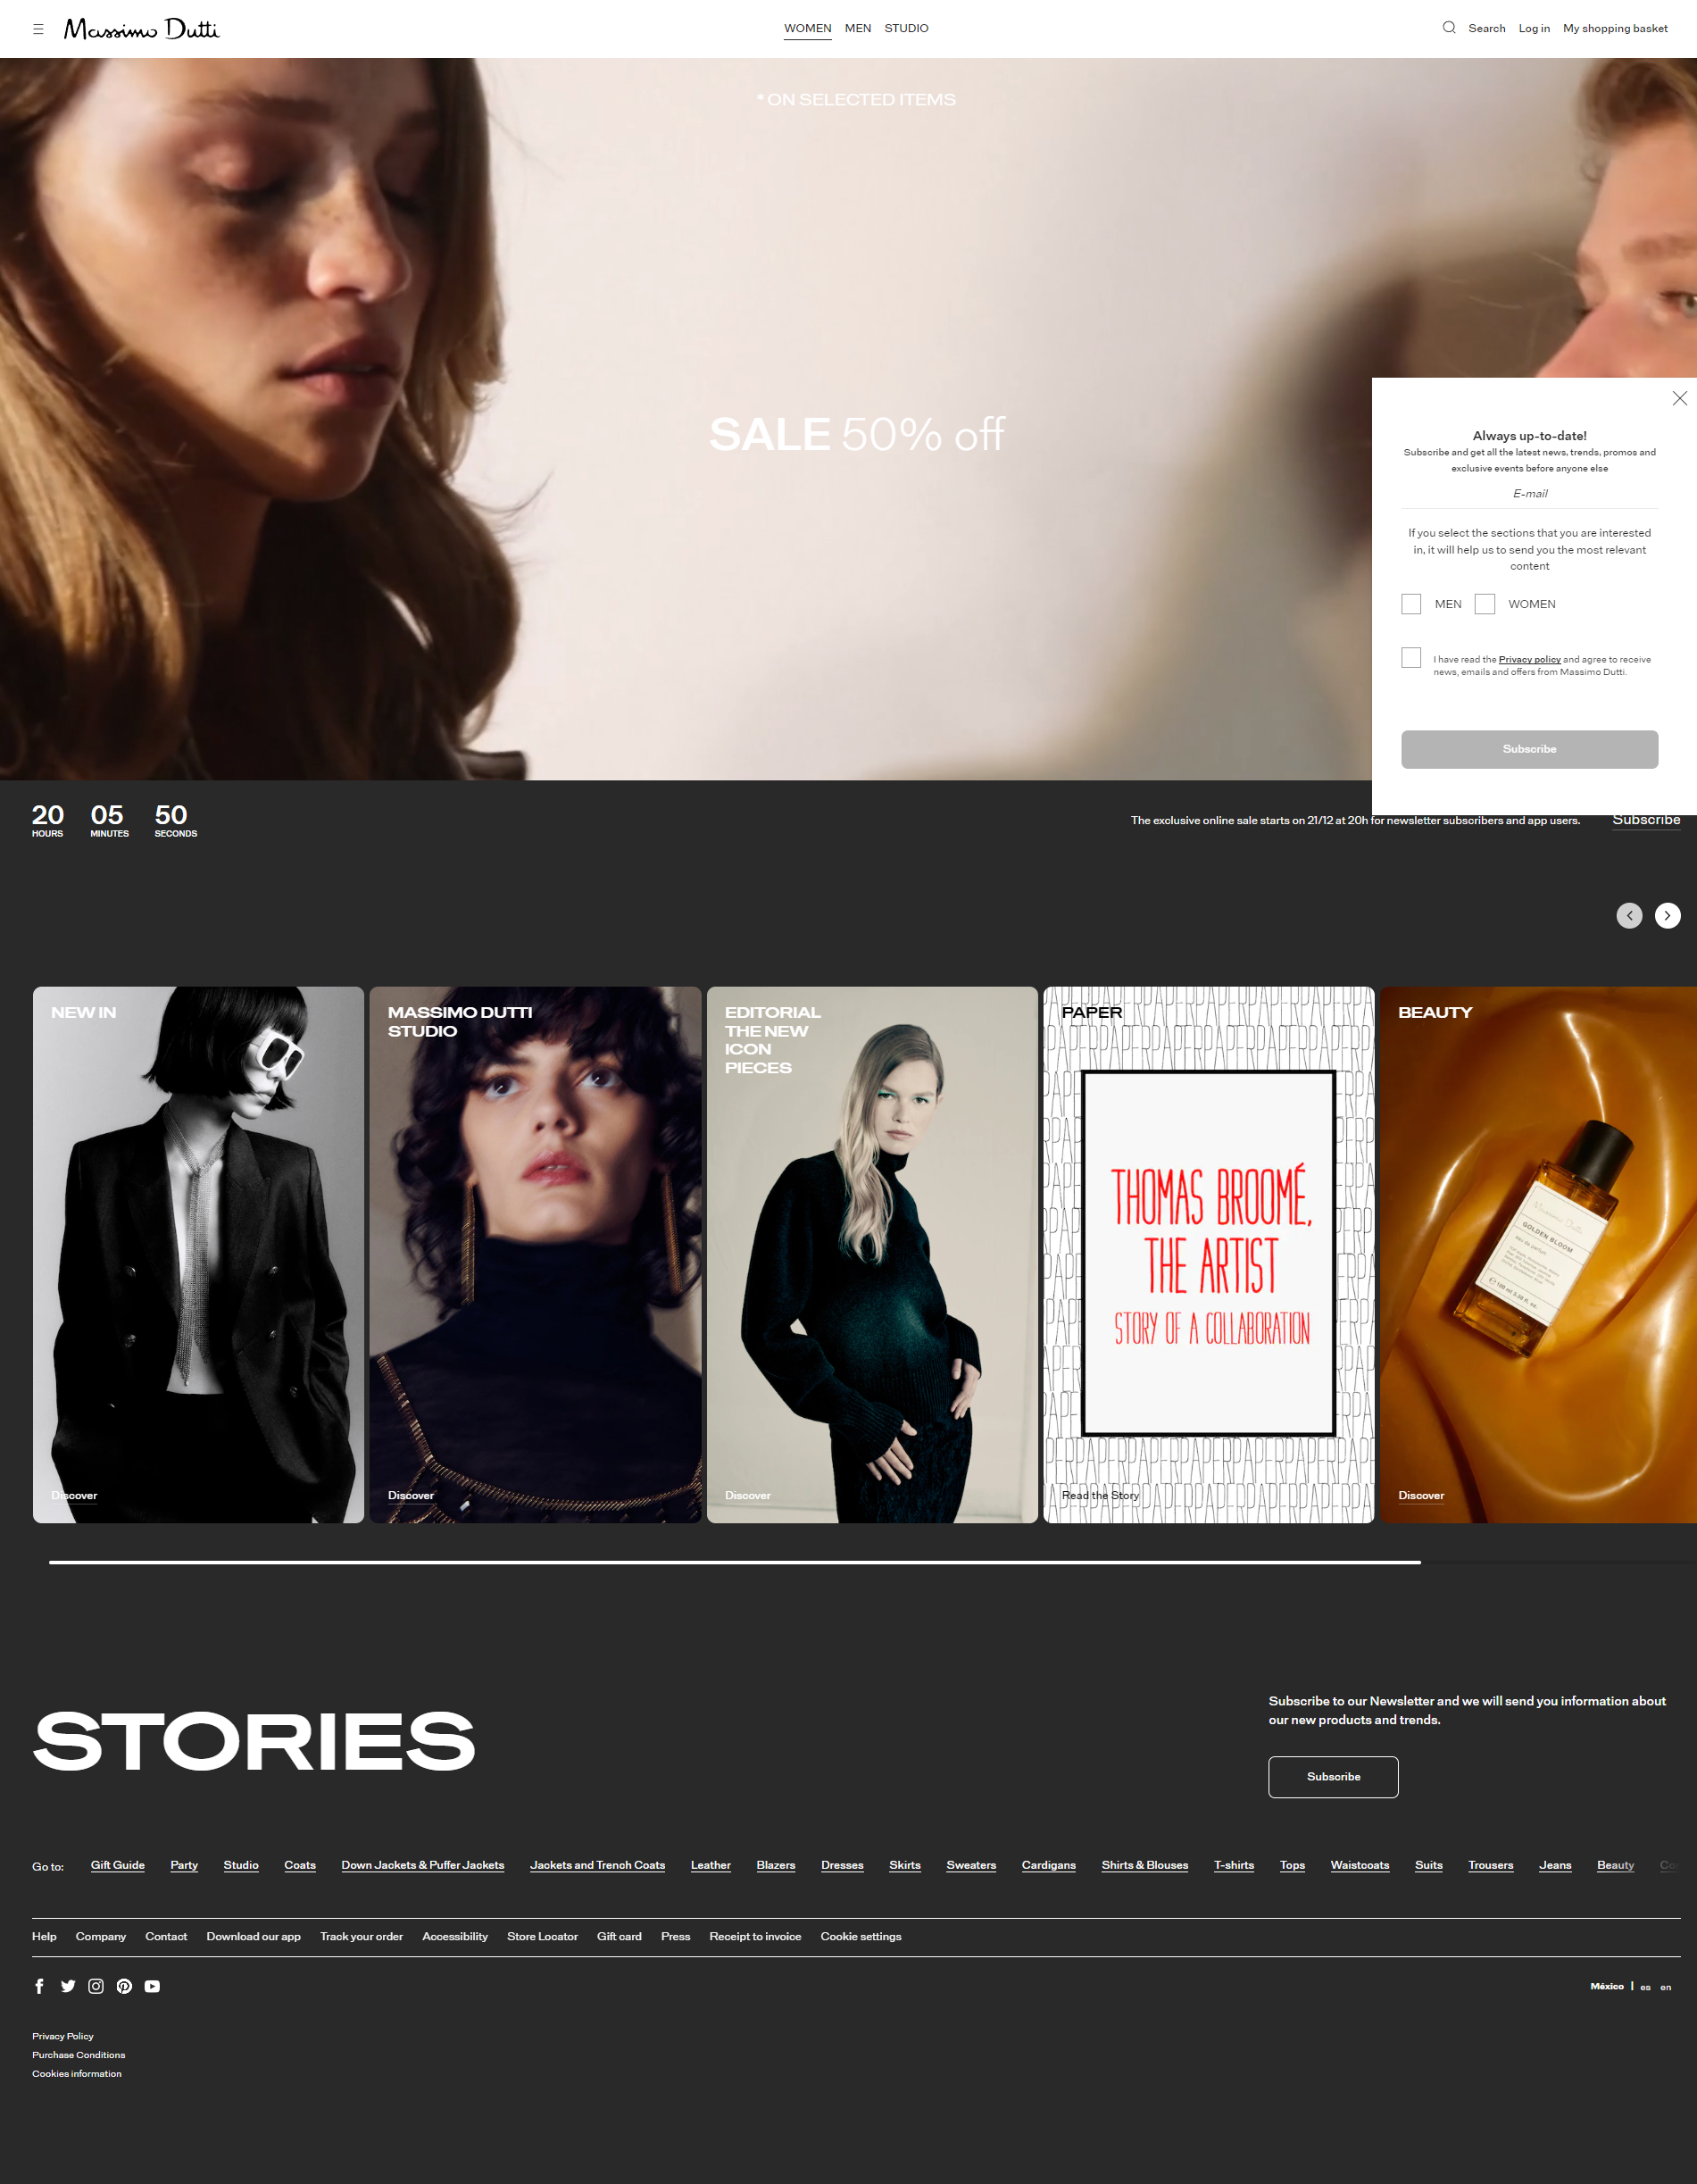 Massimo Dutti
WOMEN MEN STUDIO
Search Log in My shopping basket
* ON SELECTED ITEMS
SALE 50% off
Always up-to-date!
Subscribe and get all the latest news, trends, promos and
exclusive events before anyone else
E-mail
If you select the sections that you are interested
in, it will help us to send you the most relevant
content
MEN WOMEN
I have read the Privacy policy and agree to receive
news, emails and offers from Massimo Dutti.
Subscribe
20 05 50
HOURS MINUTES SECONDS
The exclusive online sale starts on 21/12 at 20h for newsletter subscribers and app users.
Subscribe
NEW IN
Discover
MASSIMO DUTTI
STUDIO
Discover
EDITORIAL
THE NEW
ICON
PIECES
Discover
PAPER
THOMAS BROOMÉ,
THE ARTIST
STORY OF A COLLABORATION
Read the Story
BEAUTY
Massimo Dutti
GOLDEN BLOOM
eau de parfum
Discover
STORIES
Subscribe to our Newsletter and we will send you information about
our new products and trends.
Subscribe
Go to: Gift Guide Party Studio Coats Down Jackets & Puffer Jackets Jackets and Trench Coats Leather Blazers Dresses Skirts Sweaters Cardigans Shirts & Blouses T-shirts Tops Waistcoats Suits Trousers Jeans Beauty
Help Company Contact Download our app Track your order Accessibility Store Locator Gift card Press Receipt to invoice Cookie settings
México | es en
Privacy Policy
Purchase Conditions
Cookies information